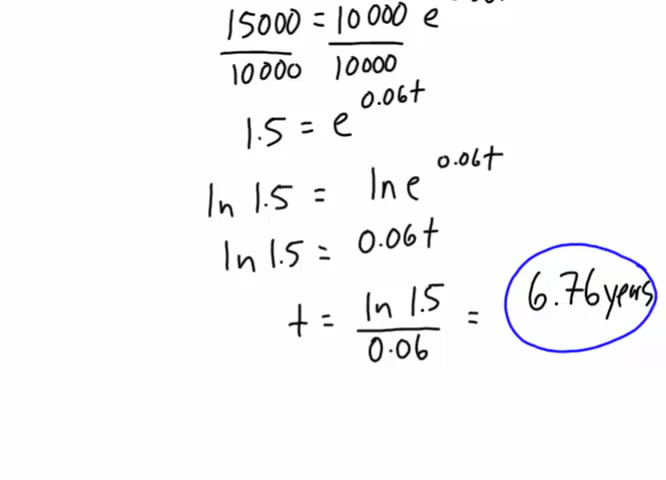 15000 = 10000 e
10000 10000
1.5 = e^0.06t
ln 1.5 = ln e^0.06t
ln 1.5 = 0.06t
t = ln 1.5 / 0.06 = 6.76 years